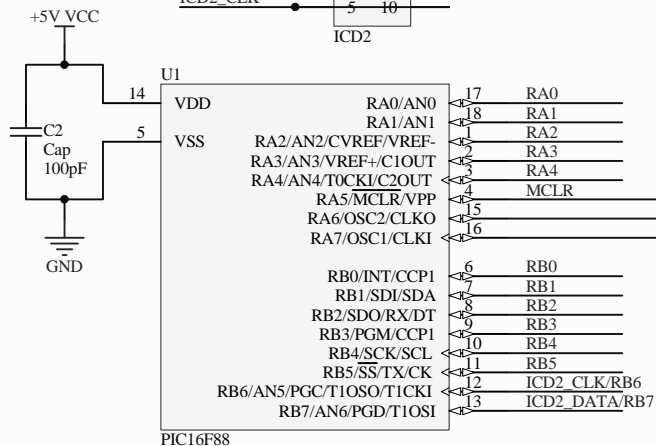 ICD2_CLK
5 10
ICD2
+5V VCC
C2
Cap
100pF
GND
U1
14 VDD
5 VSS
RA0/AN0 17 RA0
RA1/AN1 18 RA1
RA2/AN2/CVREF/VREF- 1 RA2
RA3/AN3/VREF+/C1OUT 2 RA3
RA4/AN4/T0CKI/C2OUT 3 RA4
RA5/MCLR/VPP 4 MCLR
RA6/OSC2/CLKO 15
RA7/OSC1/CLKI 16
RB0/INT/CCP1 6 RB0
RB1/SDI/SDA 7 RB1
RB2/SDO/RX/DT 8 RB2
RB3/PGM/CCP1 9 RB3
RB4/SCK/SCL 10 RB4
RB5/SS/TX/CK 11 RB5
RB6/AN5/PGC/T1OSO/T1CKI 12 ICD2_CLK/RB6
RB7/AN6/PGD/T1OSI 13 ICD2_DATA/RB7
PIC16F88